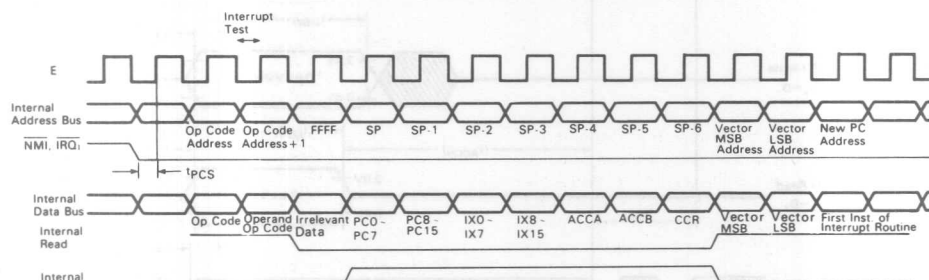 Interrupt
Test
E
Internal
Address Bus
Op Code
Address
Op Code
Address+1
FFFF
SP
SP-1
SP-2
SP-3
SP-4
SP-5
SP-6
Vector
MSB
Address
Vector
LSB
Address
New PC
Address
NMI, IRQ1
tPCS
Internal
Data Bus
Op Code
Operand
Op Code
Irrelevant
Data
PC0~
PC7
PC8~
PC15
IX0~
IX7
IX8~
IX15
ACCA
ACCB
CCR
Vector
MSB
Vector
LSB
First Inst. of
Interrupt Routine
Internal
Read
Internal